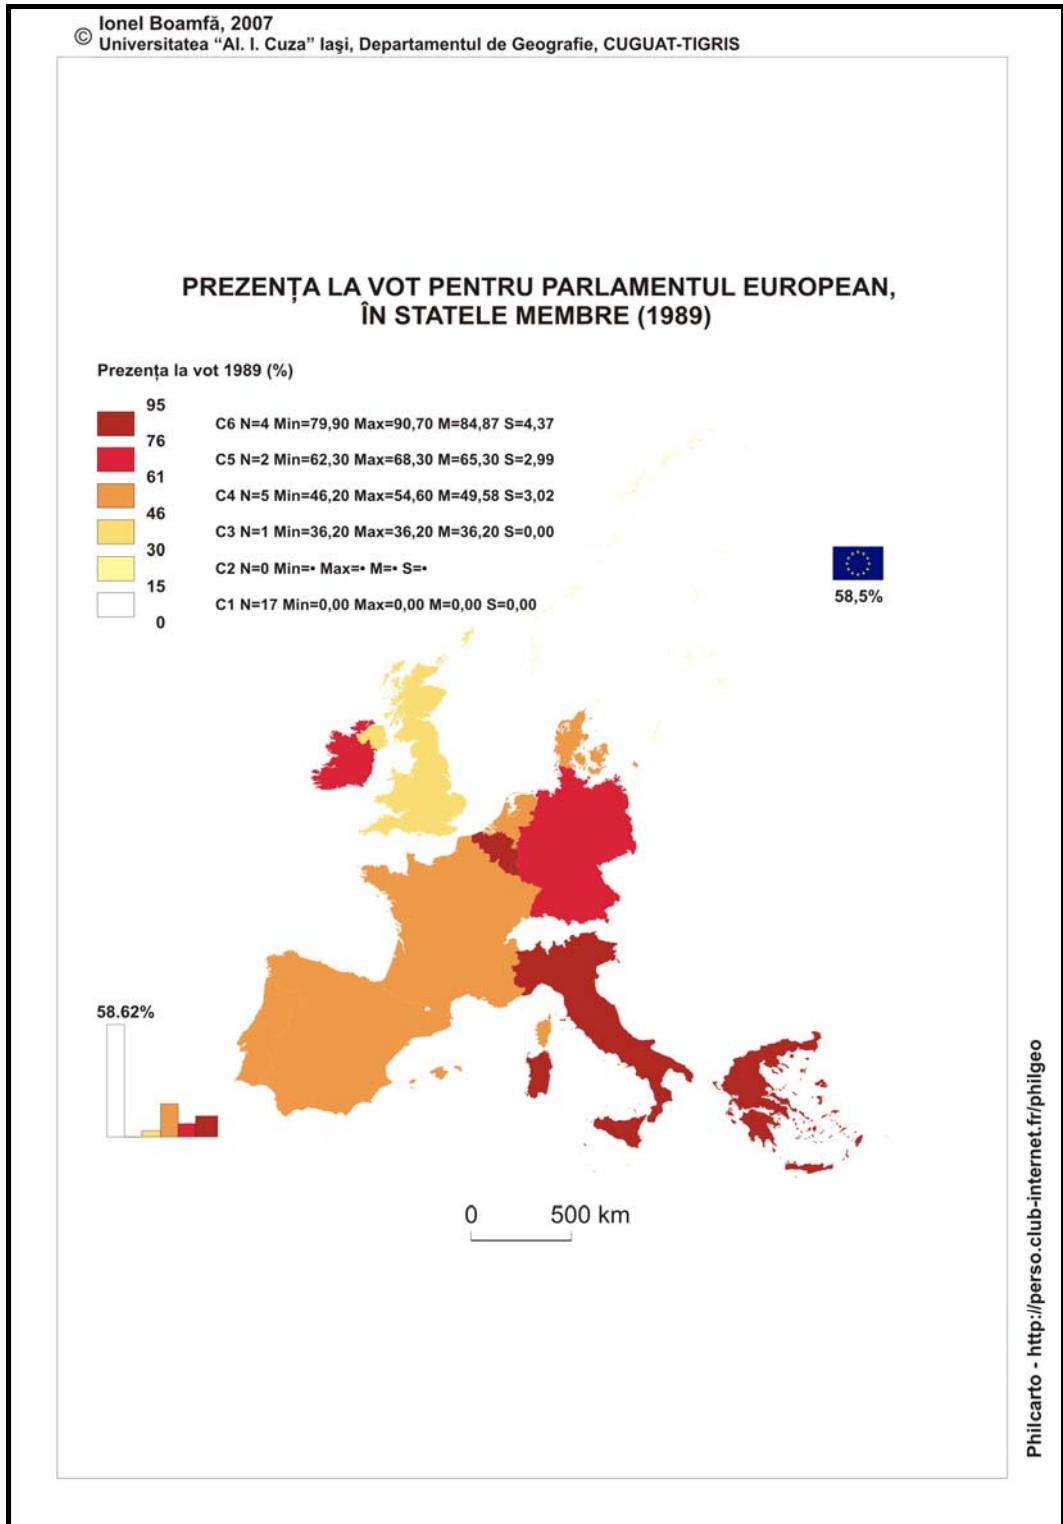 © Ionel Boamfă, 2007
Universitatea “Al. I. Cuza” Iaşi, Departamentul de Geografie, CUGUAT-TIGRIS
PREZENŢA LA VOT PENTRU PARLAMENTUL EUROPEAN,
ÎN STATELE MEMBRE (1989)
Prezenţa la vot 1989 (%)
95
C6 N=4 Min=79,90 Max=90,70 M=84,87 S=4,37
76
C5 N=2 Min=62,30 Max=68,30 M=65,30 S=2,99
61
C4 N=5 Min=46,20 Max=54,60 M=49,58 S=3,02
46
C3 N=1 Min=36,20 Max=36,20 M=36,20 S=0,00
30
C2 N=0 Min=• Max=• M=• S=•
15
C1 N=17 Min=0,00 Max=0,00 M=0,00 S=0,00
0
58,5%
58.62%
0 500 km
Philcarto - http://perso.club-internet.fr/philgeo